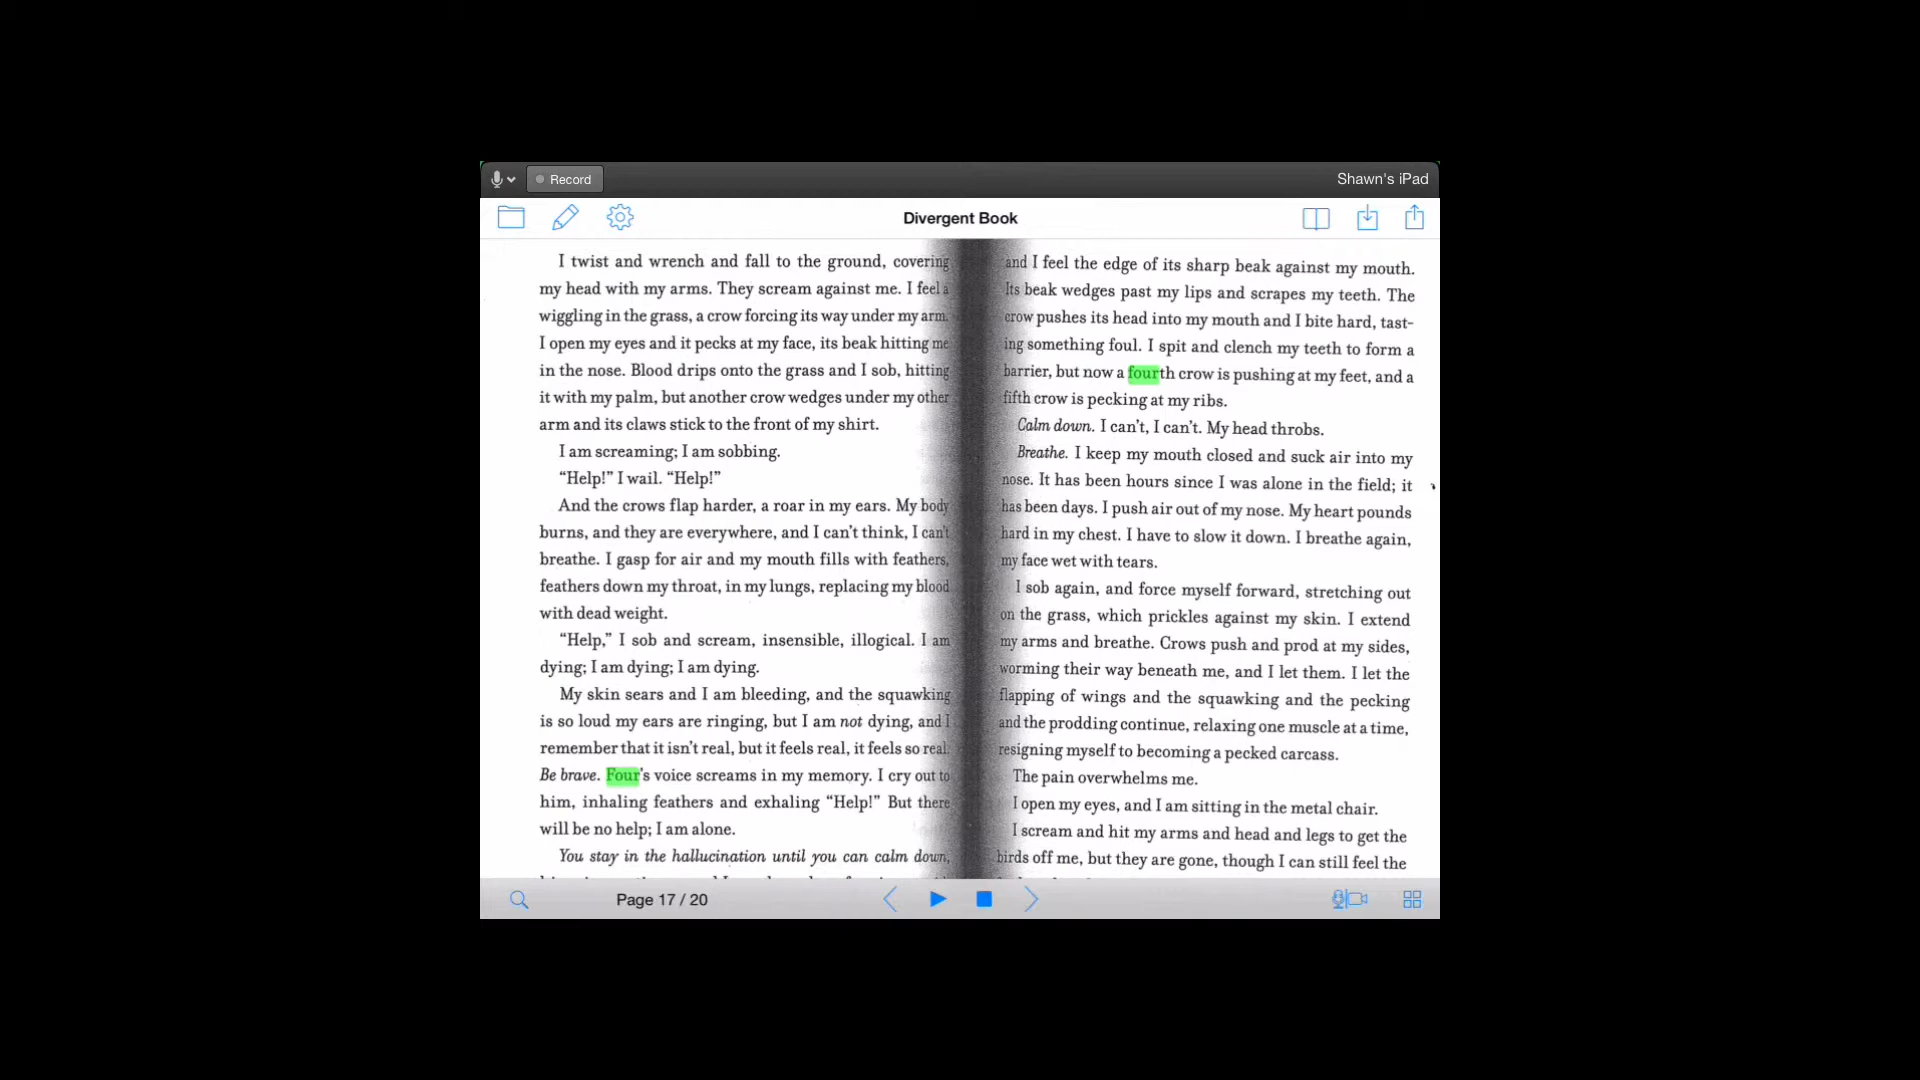 Record
Shawn's iPad
Divergent Book
I twist and wrench and fall to the ground, covering
my head with my arms. They scream against me. I feel a
wiggling in the grass, a crow forcing its way under my arm.
I open my eyes and it pecks at my face, its beak hitting me
in the nose. Blood drips onto the grass and I sob, hitting
it with my palm, but another crow wedges under my other
arm and its claws stick to the front of my shirt.
I am screaming; I am sobbing.
“Help!” I wail. “Help!”
And the crows flap harder, a roar in my ears. My body
burns, and they are everywhere, and I can't think, I can't
breathe. I gasp for air and my mouth fills with feathers,
feathers down my throat, in my lungs, replacing my blood
with dead weight.
“Help,” I sob and scream, insensible, illogical. I am
dying; I am dying; I am dying.
My skin sears and I am bleeding, and the squawking
is so loud my ears are ringing, but I am not dying, and I
remember that it isn't real, but it feels real, it feels so real.
Be brave. Four's voice screams in my memory. I cry out to
him, inhaling feathers and exhaling “Help!” But there
will be no help; I am alone.
You stay in the hallucination until you can calm down,
and I feel the edge of its sharp beak against my mouth.
Its beak wedges past my lips and scrapes my teeth. The
crow pushes its head into my mouth and I bite hard, tast-
ing something foul. I spit and clench my teeth to form a
barrier, but now a fourth crow is pushing at my feet, and a
fifth crow is pecking at my ribs.
Calm down. I can't, I can't. My head throbs.
Breathe. I keep my mouth closed and suck air into my
nose. It has been hours since I was alone in the field; it
has been days. I push air out of my nose. My heart pounds
hard in my chest. I have to slow it down. I breathe again,
my face wet with tears.
I sob again, and force myself forward, stretching out
on the grass, which prickles against my skin. I extend
my arms and breathe. Crows push and prod at my sides,
worming their way beneath me, and I let them. I let the
flapping of wings and the squawking and the pecking
and the prodding continue, relaxing one muscle at a time,
resigning myself to becoming a pecked carcass.
The pain overwhelms me.
I open my eyes, and I am sitting in the metal chair.
I scream and hit my arms and head and legs to get the
birds off me, but they are gone, though I can still feel the
Page 17 / 20